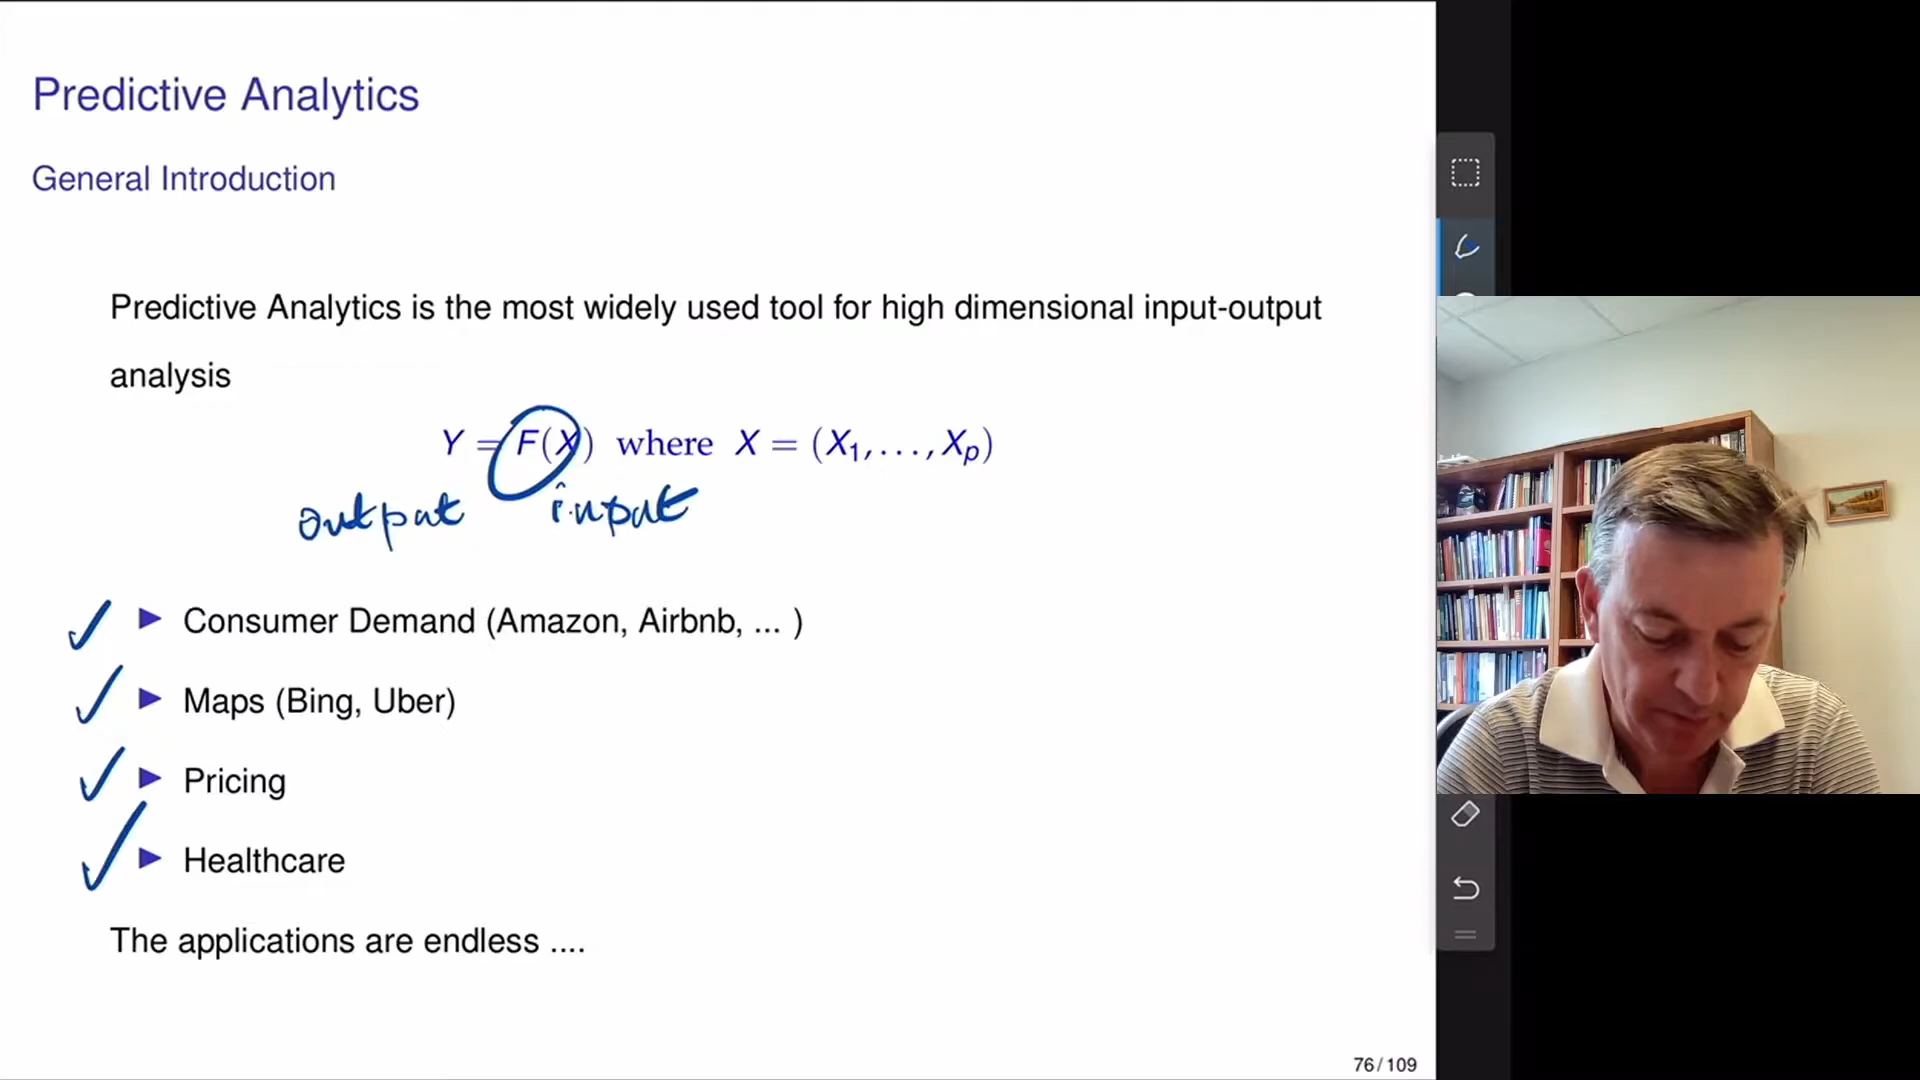 Predictive Analytics
General Introduction
Predictive Analytics is the most widely used tool for high dimensional input-output
analysis
Y = F(X) where X = (X₁, . . . , Xₚ)
output input
► Consumer Demand (Amazon, Airbnb, ... )
► Maps (Bing, Uber)
► Pricing
► Healthcare
The applications are endless ....
76/109